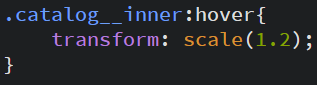 .catalog__inner:hover{
    transform: scale(1.2);
}